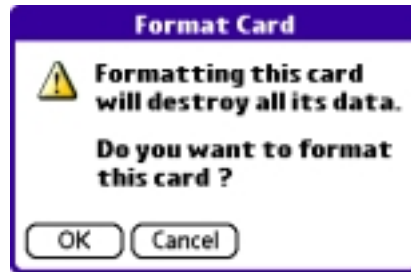 Format Card
Formatting this card
will destroy all its data.
Do you want to format
this card ?
OK Cancel